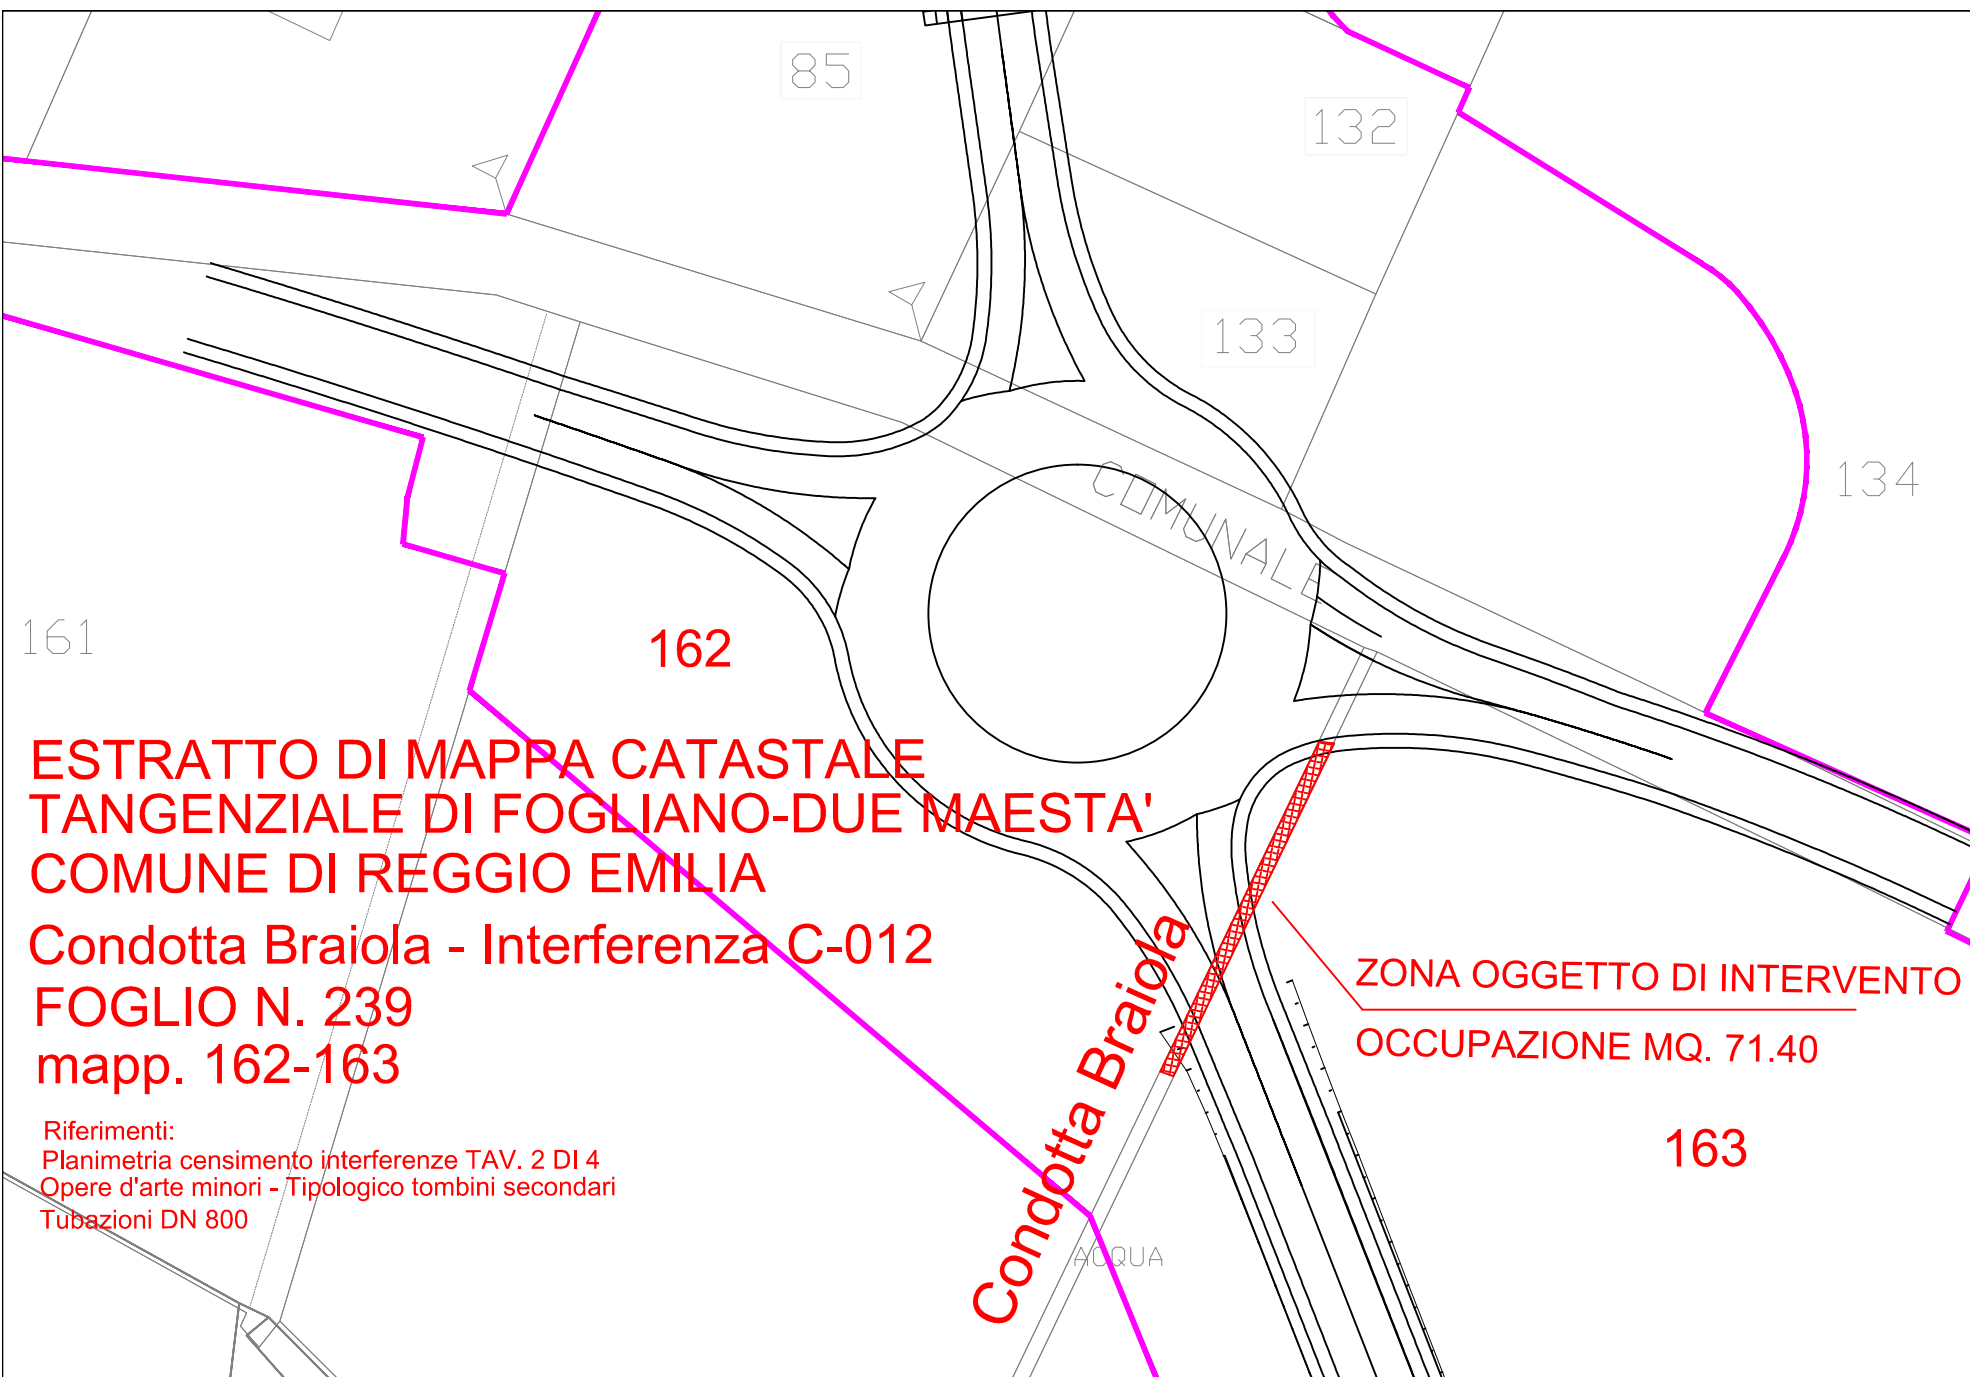 85
132
133
134
COMUNALE
161
162
ESTRATTO DI MAPPA CATASTALE
TANGENZIALE DI FOGLIANO-DUE MAESTA'
COMUNE DI REGGIO EMILIA
Condotta Braiola - Interferenza C-012
FOGLIO N. 239
mapp. 162-163
Riferimenti:
Planimetria censimento interferenze TAV. 2 DI 4
Opere d'arte minori - Tipologico tombini secondari
Tubazioni DN 800
Condotta Braiola
ZONA OGGETTO DI INTERVENTO
OCCUPAZIONE MQ. 71.40
163
ACQUA